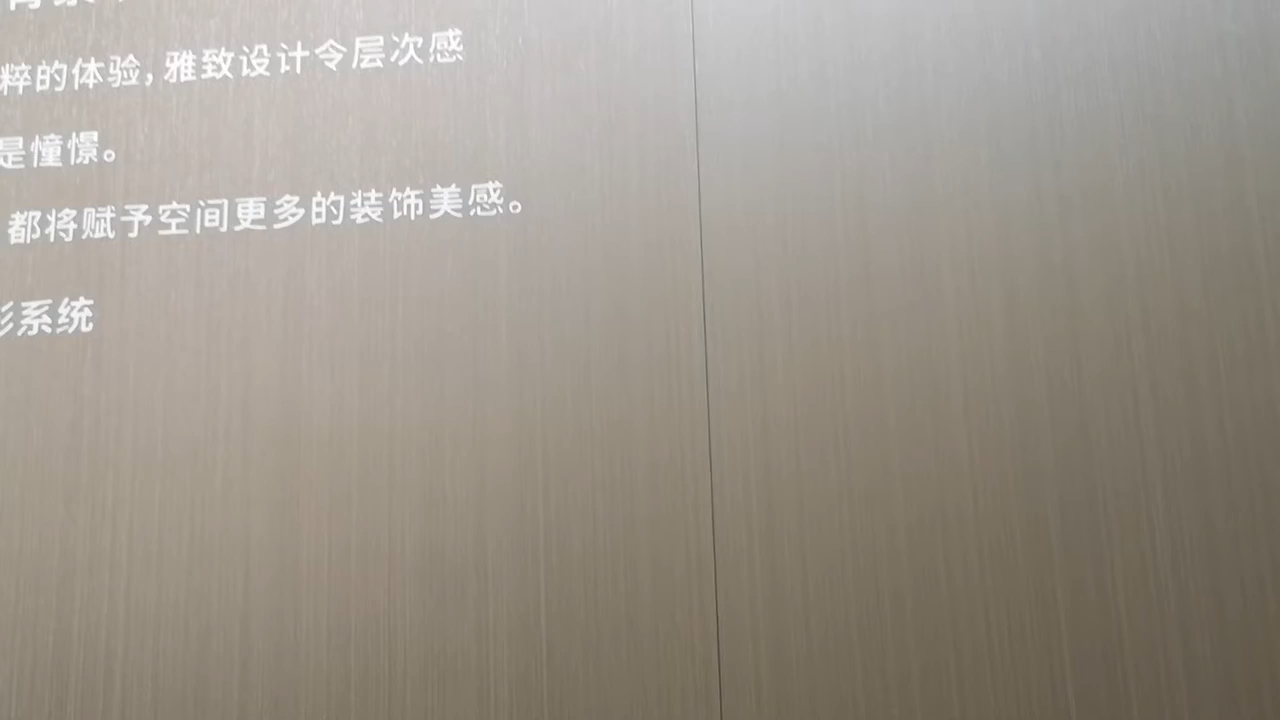 粹的体验,雅致设计令层次感
是憧憬。
都将赋予空间更多的装饰美感。
系统